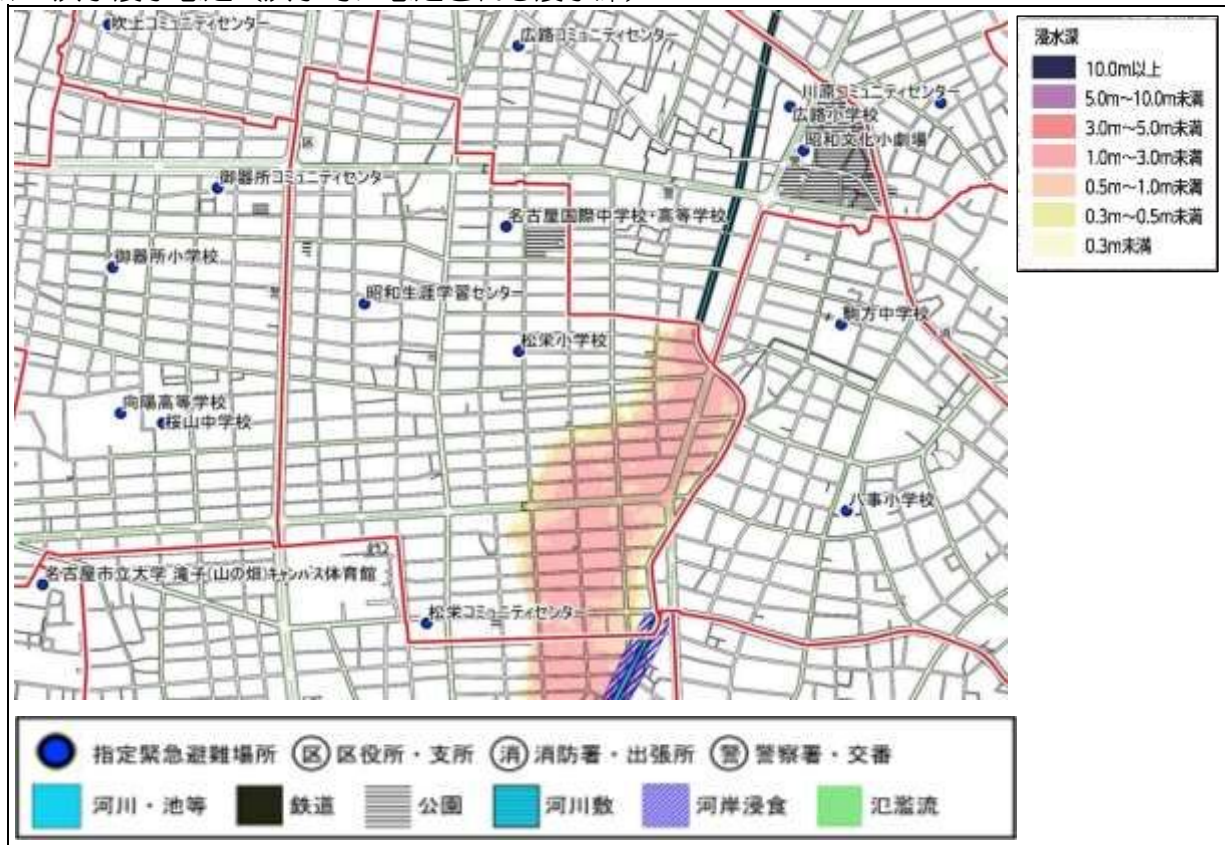 吹上コミュニティセンター
広路コミュニティセンター
川原コミュニティセンター
広路小学校
昭和文化小劇場
御器所コミュニティセンター
名古屋国際中学校・高等学校
御器所小学校
昭和生涯学習センター
駒方中学校
松栄小学校
向陽高等学校
桜山中学校
八事小学校
名古屋市立大学 滝子(山の畑)キャンパス体育館
松栄コミュニティセンター
浸水深
10.0m以上
5.0m～10.0m未満
3.0m～5.0m未満
1.0m～3.0m未満
0.5m～1.0m未満
0.3m～0.5m未満
0.3m未満
指定緊急避難場所 区 区役所・支所 消 消防署・出張所 警 警察署・交番
河川・池等 鉄道 公園 河川敷 河岸浸食 氾濫流